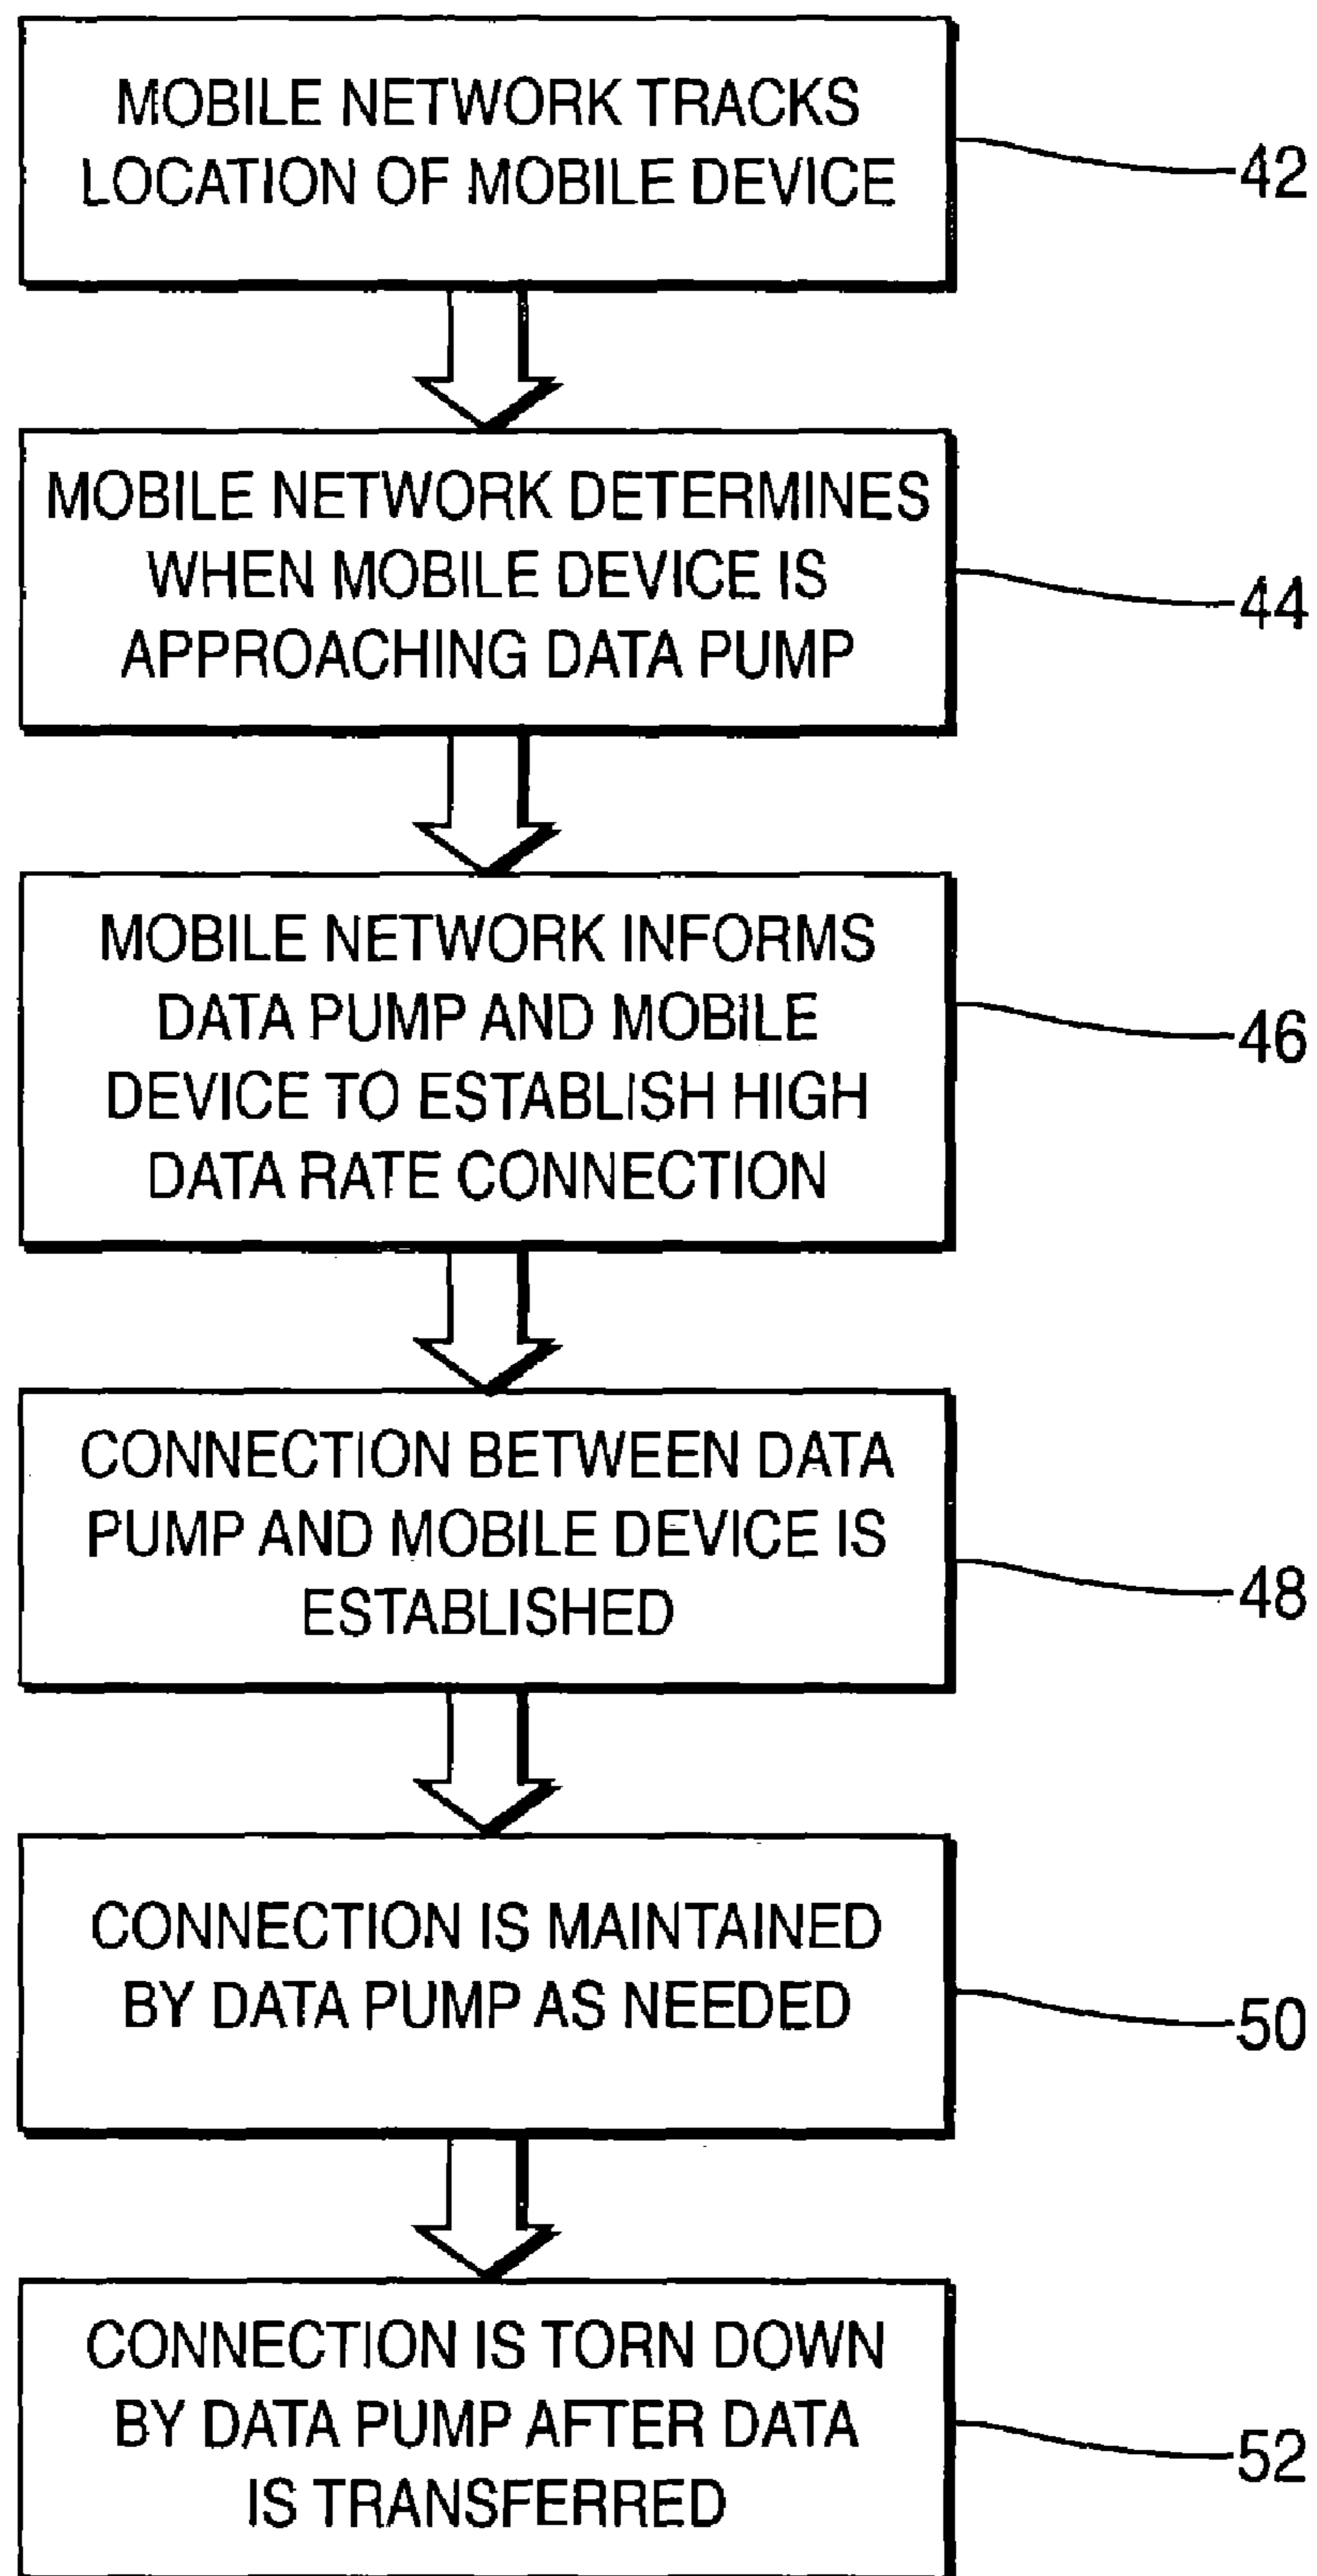 MOBILE NETWORK TRACKS
LOCATION OF MOBILE DEVICE
42
MOBILE NETWORK DETERMINES
WHEN MOBILE DEVICE IS
APPROACHING DATA PUMP
44
MOBILE NETWORK INFORMS
DATA PUMP AND MOBILE
DEVICE TO ESTABLISH HIGH
DATA RATE CONNECTION
46
CONNECTION BETWEEN DATA
PUMP AND MOBILE DEVICE IS
ESTABLISHED
48
CONNECTION IS MAINTAINED
BY DATA PUMP AS NEEDED
50
CONNECTION IS TORN DOWN
BY DATA PUMP AFTER DATA
IS TRANSFERRED
52